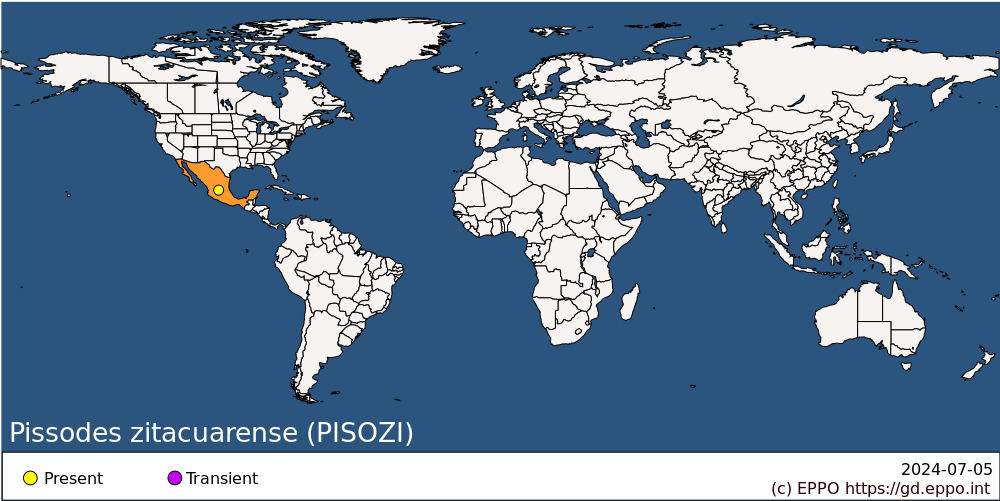 Pissodes zitacuarense (PISOZI)
Present
Transient
2024-07-05
(c) EPPO https://gd.eppo.int